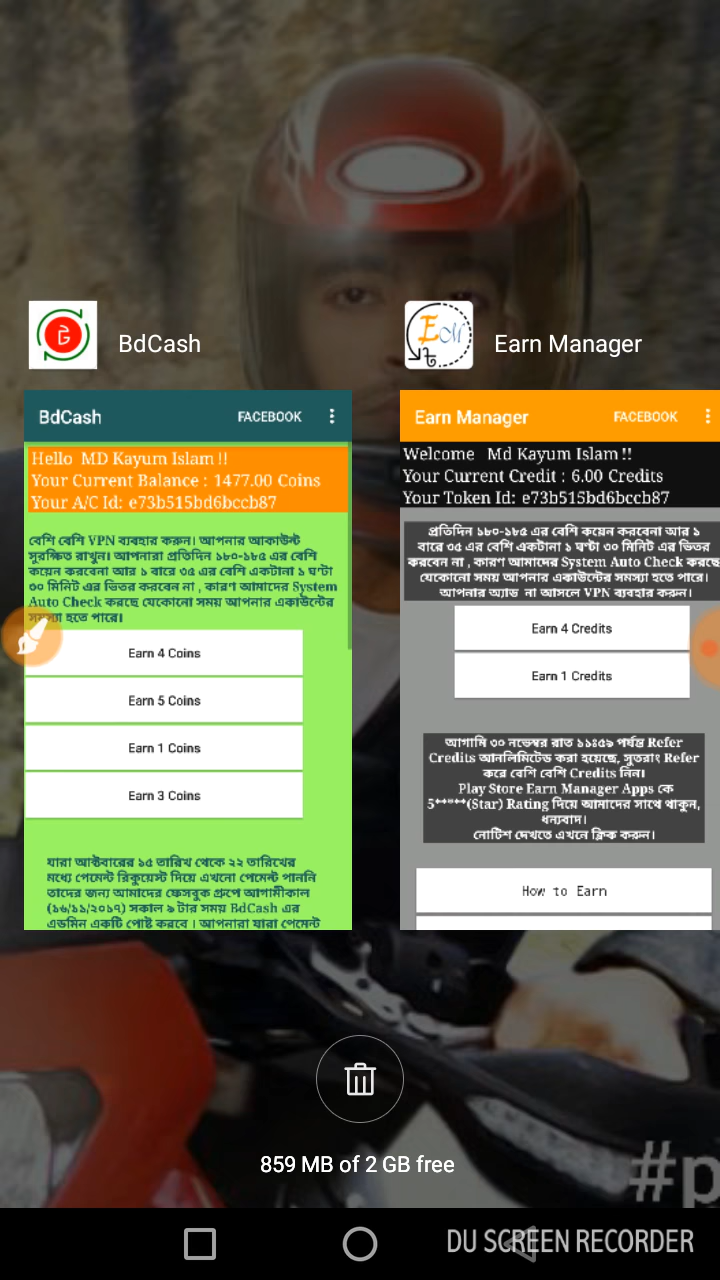 BdCash
Earn Manager
BdCash FACEBOOK
Hello MD Kayum Islam !!
Your Current Balance : 1477.00 Coins
Your A/C Id: e73b515bd6bccb87
বেশি বেশি VPN ব্যবহার করুন। আপনার আকাউন্ট
সুরক্ষিত রাখুন। আপনারা প্রতিদিন ১৮০-১৮৫ এর বেশি
কয়েন করবেনা আর ১ বারে ৩৫ এর বেশি একটানা ১ ঘণ্টা
৩০ মিনিট এর ভিতর করবেন না , কারণ আমাদের System
Auto Check করছে যেকোনো সময় আপনার একাউন্টের
সমস্যা হতে পারে।
Earn 4 Coins
Earn 5 Coins
Earn 1 Coins
Earn 3 Coins
যারা আক্টবারের ১৫ তারিখ থেকে ২২ তারিখের
মধ্যে পেমেন্ট রিকুয়েস্ট দিয়ে এখনো পেমেন্ট পাননি
তাদের জন্য আমাদের ফেসবুক গ্রুপে আগামীকাল
(১৬/১১/২০১৭) সকাল ৯ টার সময় BdCash এর
এডমিন একটি পোষ্ট করবে । আপনারা যারা পেমেন্ট
Earn Manager FACEBOOK
Welcome Md Kayum Islam !!
Your Current Credit : 6.00 Credits
Your Token Id: e73b515bd6bccb87
প্রতিদিন ১৮০-১৮৫ এর বেশি কয়েন করবেনা আর ১
বারে ৩৫ এর বেশি একটানা ১ ঘণ্টা ৩০ মিনিট এর ভিতর
করবেন না , কারণ আমাদের System Auto Check করছে
যেকোনো সময় আপনার একাউন্টের সমস্যা হতে পারে।
আপনার অ্যাড না আসলে VPN ব্যবহার করুন।
Earn 4 Credits
Earn 1 Credits
আগামি ৩০ নভেম্বর রাত ১১:৫৯ পর্যন্ত Refer
Credits আনলিমিটেড করা হয়েছে, সুতরাং Refer
করে বেশি বেশি Credits নিন।
Play Store Earn Manager Apps কে
5*****(Star) Rating দিয়ে আমাদের সাথে থাকুন,
ধন্যবাদ।
নোটিশ দেখতে এখনে ক্লিক করুন।
How to Earn
859 MB of 2 GB free
#p
DU SCREEN RECORDER